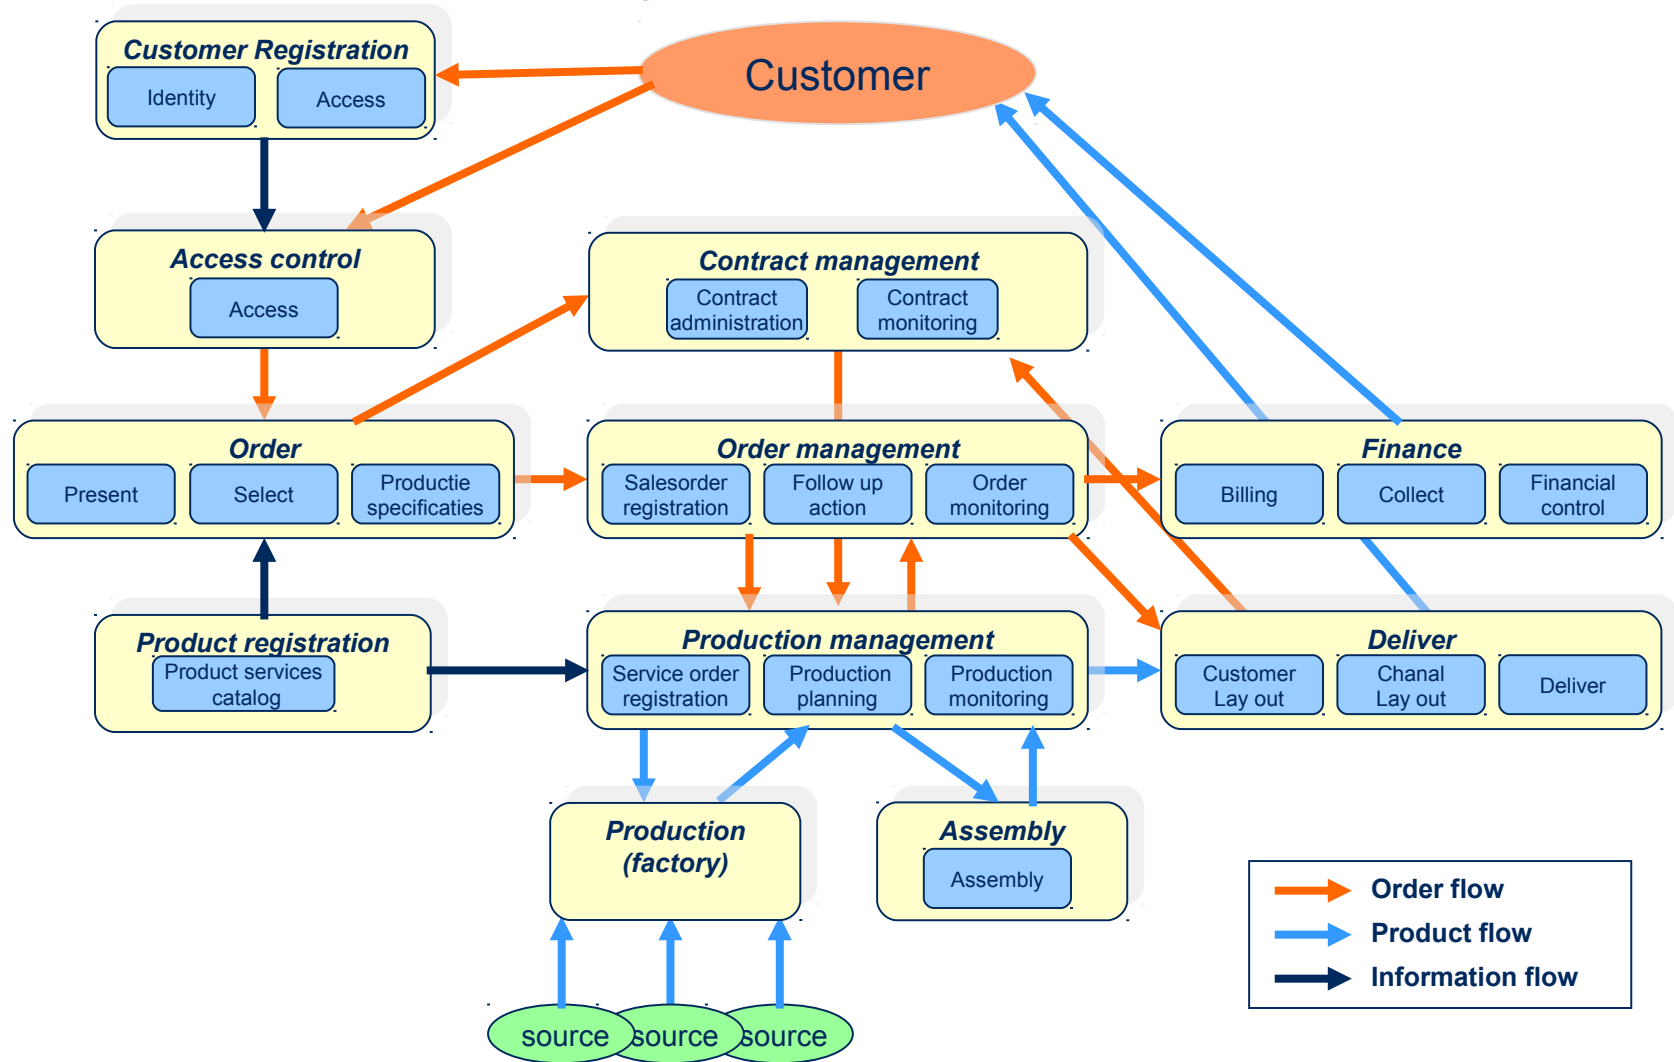 Customer
Customer Registration
Identity
Access
Access control
Access
Contract management
Contract
administration
Contract
monitoring
Order
Present
Select
Productie
specificaties
Order management
Salesorder
registration
Follow up
action
Order
monitoring
Finance
Billing
Collect
Financial
control
Product registration
Product services
catalog
Production management
Service order
registration
Production
planning
Production
monitoring
Deliver
Customer
Lay out
Chanal
Lay out
Deliver
Production
(factory)
Assembly
Assembly
Order flow
Product flow
Information flow
source
source
source